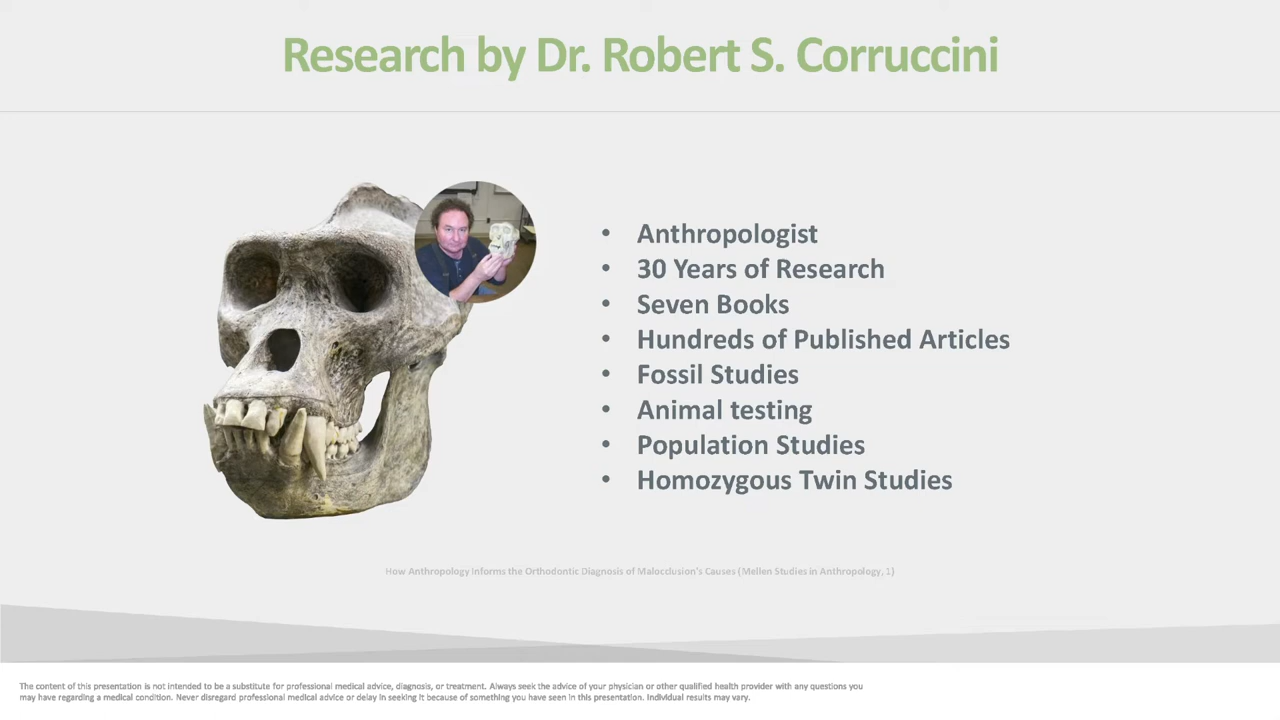 Research by Dr. Robert S. Corruccini
• Anthropologist
• 30 Years of Research
• Seven Books
• Hundreds of Published Articles
• Fossil Studies
• Animal testing
• Population Studies
• Homozygous Twin Studies
How Anthropology Informs the Orthodontic Diagnosis of Malocclusion's Causes (Mellen Studies in Anthropology, 1)
The content of this presentation is not intended to be a substitute for professional medical advice, diagnosis, or treatment. Always seek the advice of your physician or other qualified health provider with any questions you
may have regarding a medical condition. Never disregard professional medical advice or delay in seeking it because of something you have seen in this presentation. Individual results may vary.